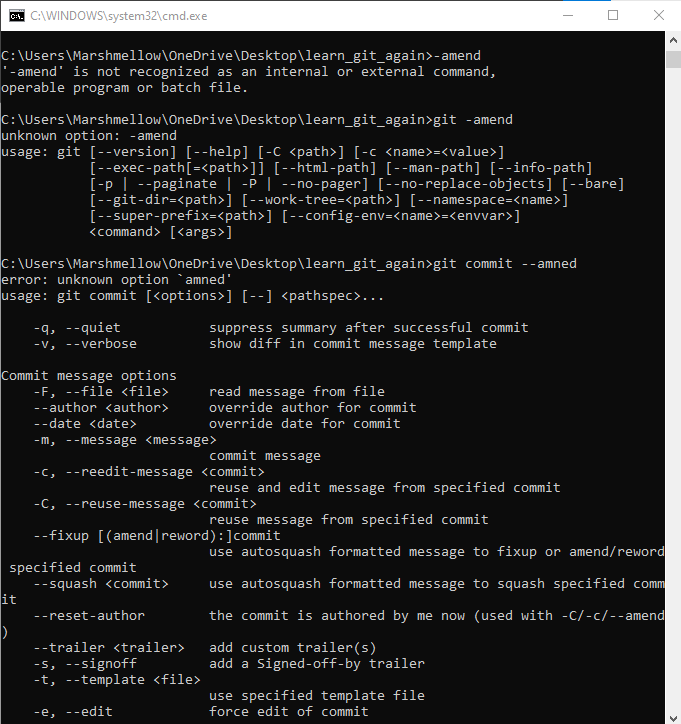 C:\WINDOWS\system32\cmd.exe
C:\Users\Marshmellow\OneDrive\Desktop\learn_git_again>-amend
'-amend' is not recognized as an internal or external command,
operable program or batch file.
C:\Users\Marshmellow\OneDrive\Desktop\learn_git_again>git -amend
unknown option: -amend
usage: git [--version] [--help] [-C <path>] [-c <name>=<value>]
           [--exec-path[=<path>]] [--html-path] [--man-path] [--info-path]
           [-p | --paginate | -P | --no-pager] [--no-replace-objects] [--bare]
           [--git-dir=<path>] [--work-tree=<path>] [--namespace=<name>]
           [--super-prefix=<path>] [--config-env=<name>=<envvar>]
           <command> [<args>]
C:\Users\Marshmellow\OneDrive\Desktop\learn_git_again>git commit --amned
error: unknown option `amned'
usage: git commit [<options>] [--] <pathspec>...
    -q, --quiet           suppress summary after successful commit
    -v, --verbose         show diff in commit message template
Commit message options
    -F, --file <file>     read message from file
    --author <author>     override author for commit
    --date <date>         override date for commit
    -m, --message <message>
                          commit message
    -c, --reedit-message <commit>
                          reuse and edit message from specified commit
    -C, --reuse-message <commit>
                          reuse message from specified commit
    --fixup [(amend|reword):]commit
                          use autosquash formatted message to fixup or amend/reword
 specified commit
    --squash <commit>     use autosquash formatted message to squash specified comm
it
    --reset-author        the commit is authored by me now (used with -C/-c/--amend
)
    --trailer <trailer>   add custom trailer(s)
    -s, --signoff         add a Signed-off-by trailer
    -t, --template <file>
                          use specified template file
    -e, --edit            force edit of commit